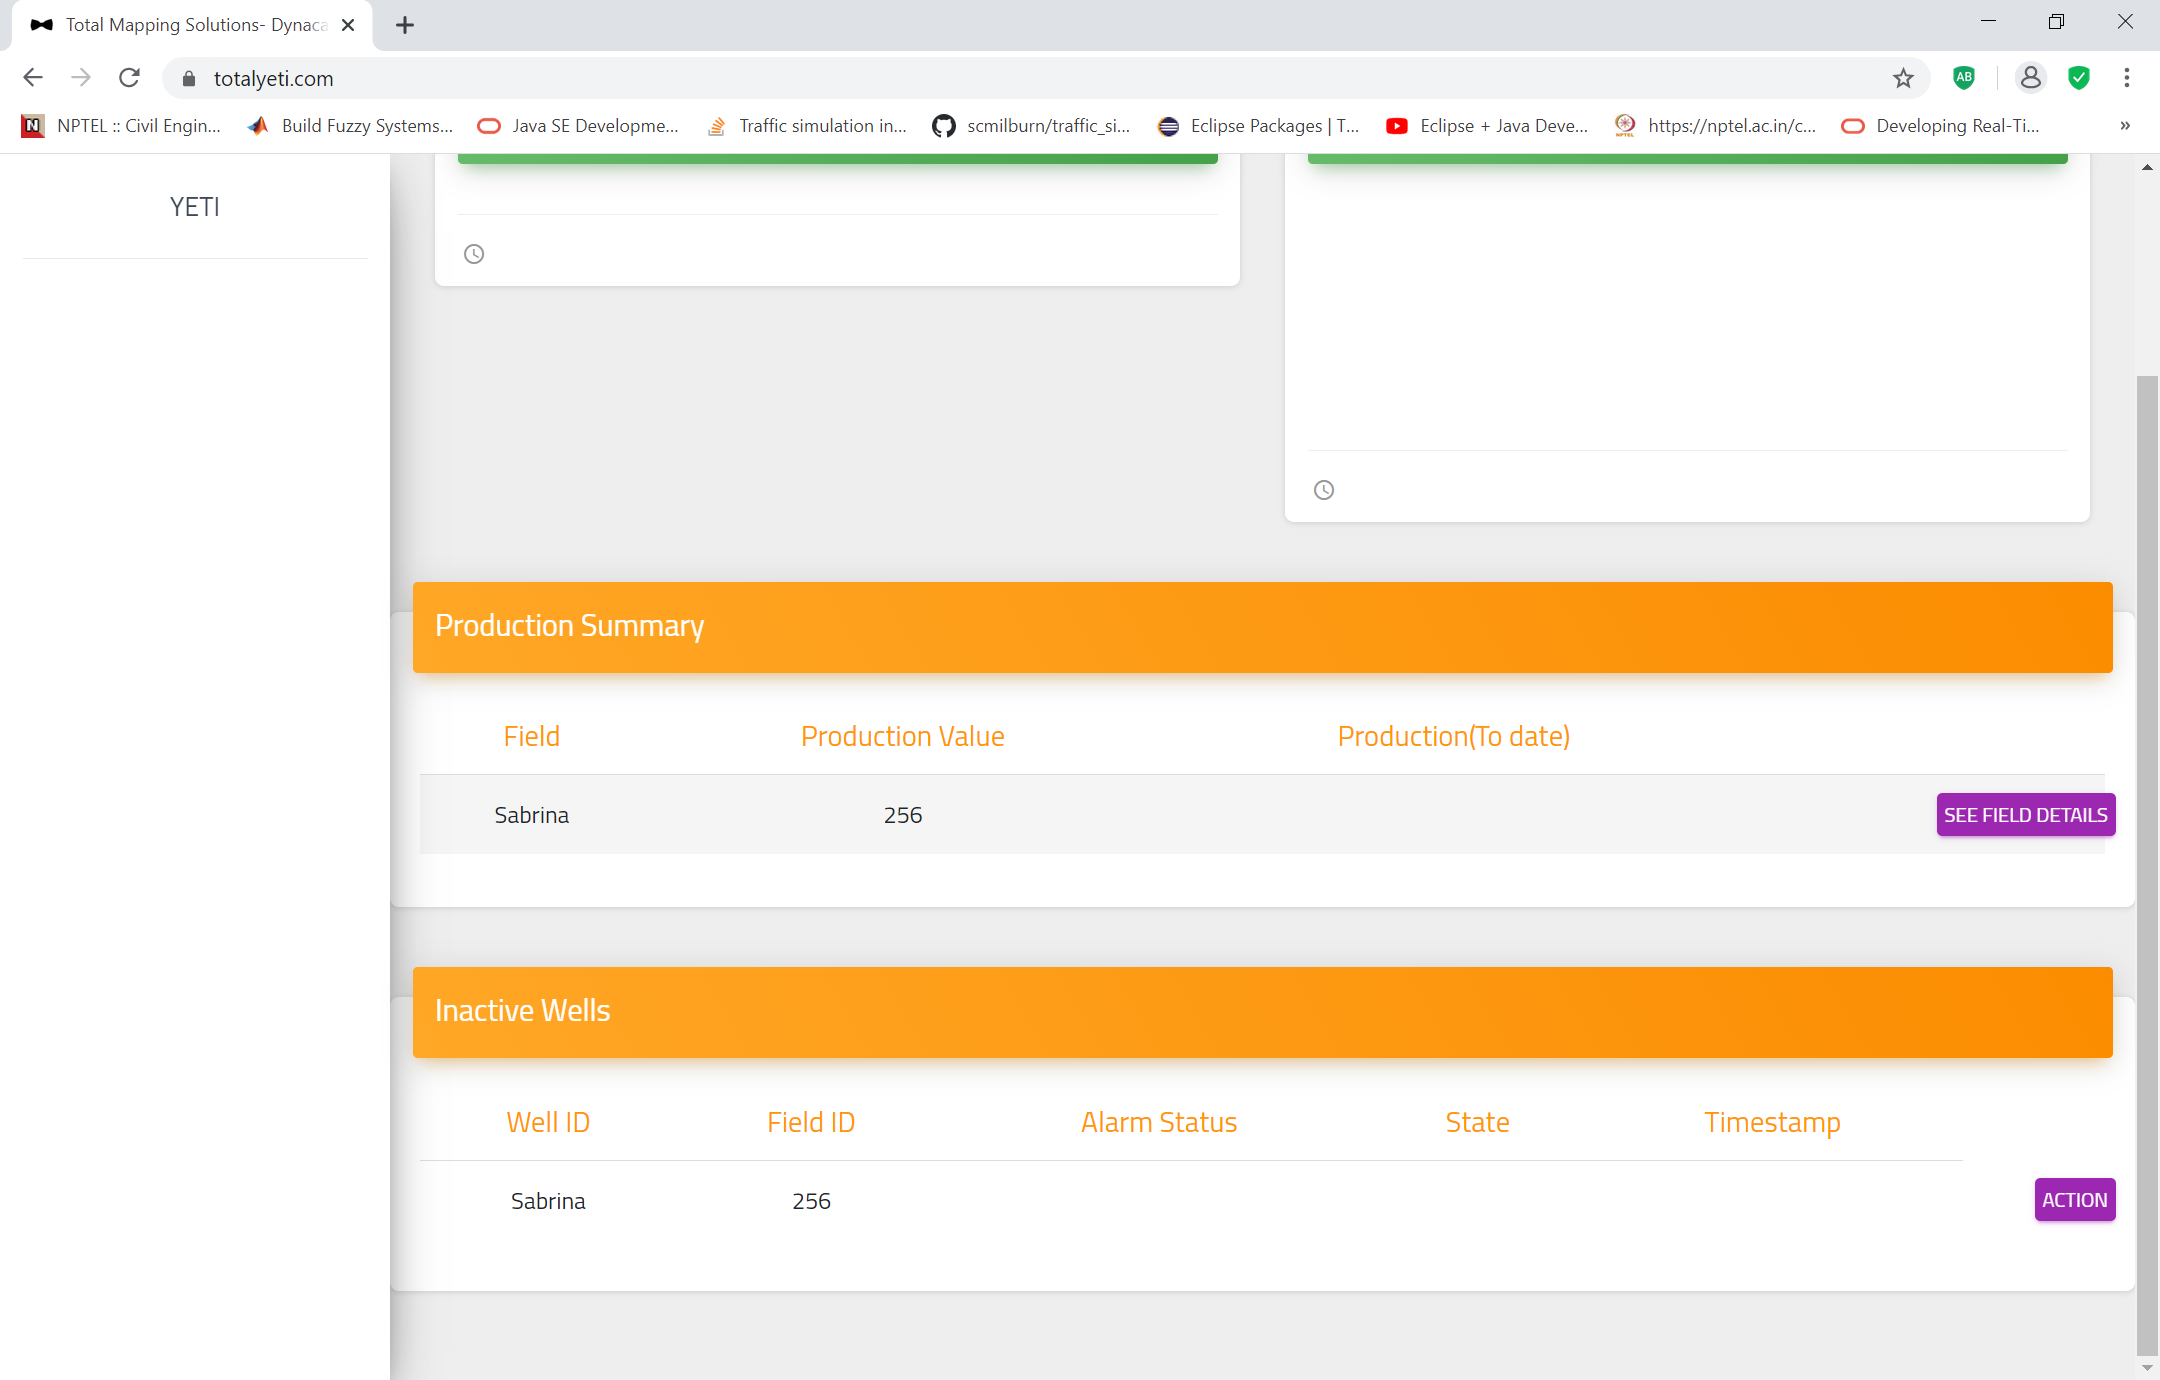 Total Mapping Solutions- Dynaca
totalyeti.com
AB
NPTEL :: Civil Engin... Build Fuzzy Systems... Java SE Developme... Traffic simulation in... scmilburn/traffic_si... Eclipse Packages | T... Eclipse + Java Deve... https://nptel.ac.in/c... Developing Real-Ti... »
YETI
Production Summary
Field Production Value Production(To date)
Sabrina 256 SEE FIELD DETAILS
Inactive Wells
Well ID Field ID Alarm Status State Timestamp
Sabrina 256 ACTION